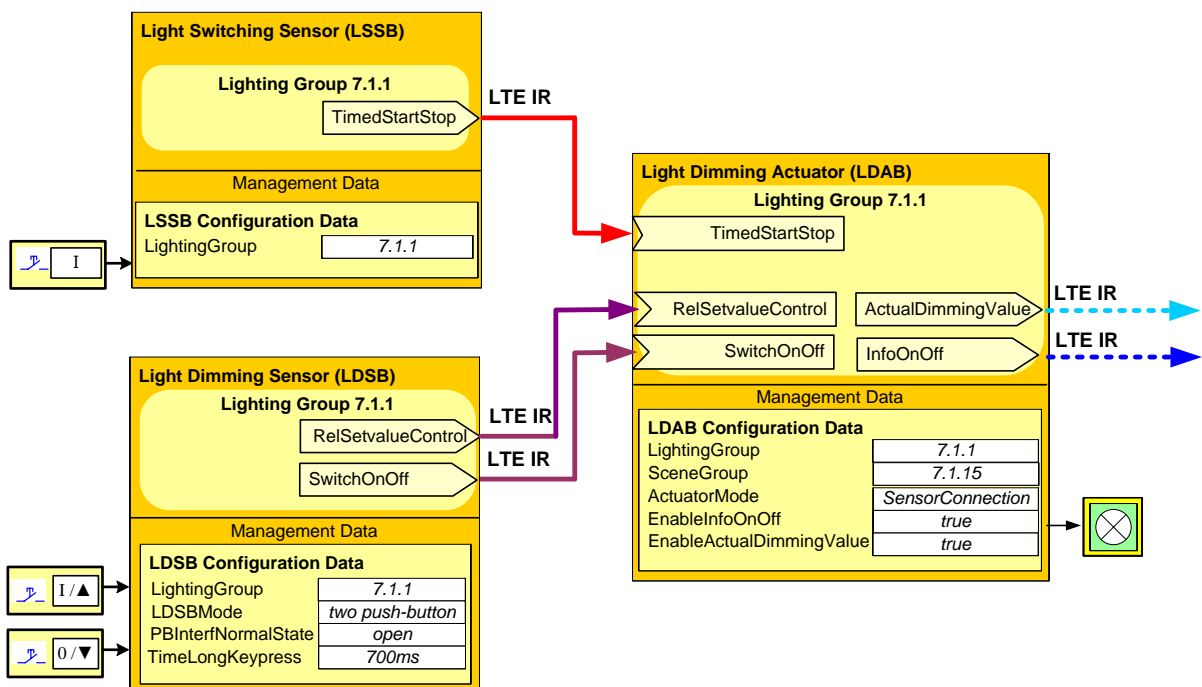 Light Switching Sensor (LSSB)
Lighting Group 7.1.1
TimedStartStop
LTE IR
Management Data
LSSB Configuration Data
LightingGroup 7.1.1
I
Light Dimming Sensor (LDSB)
Lighting Group 7.1.1
RelSetvalueControl
LTE IR
SwitchOnOff
LTE IR
Management Data
LDSB Configuration Data
LightingGroup 7.1.1
LDSBMode two push-button
PBInterfNormalState open
TimeLongKeypress 700ms
I/▲
0/▼
Light Dimming Actuator (LDAB)
Lighting Group 7.1.1
TimedStartStop
RelSetvalueControl
ActualDimmingValue
LTE IR
SwitchOnOff
InfoOnOff
LTE IR
Management Data
LDAB Configuration Data
LightingGroup 7.1.1
SceneGroup 7.1.15
ActuatorMode SensorConnection
EnableInfoOnOff true
EnableActualDimmingValue true